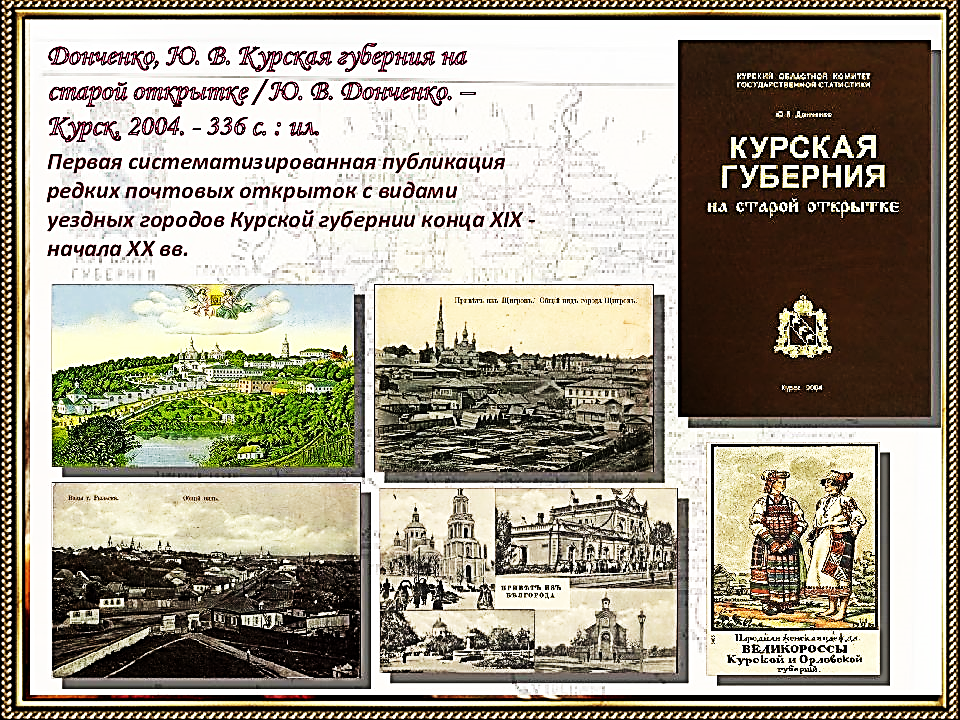 Донченко, Ю. В. Курская губерния на
старой открытке / Ю. В. Донченко. –
Курск, 2004. - 336 с. : ил.
Первая систематизированная публикация
редких почтовых открыток с видами
уездных городов Курской губернии конца XIX -
начала XX вв.
КУРСКИЙ ОБЛАСТНОЙ КОМИТЕТ
ГОСУДАРСТВЕННОЙ СТАТИСТИКИ
Ю. В. Донченко
КУРСКАЯ
ГУБЕРНИЯ
на старой открытке
Курск 2004
Привѣтъ изъ Щигровъ. Общій видъ города Щигровъ.
Виды г. Рыльска. Общій видъ.
ПРИВѢТЪ ИЗЪ
БѢЛГОРОДА.
ВЕЛИКОРОССЫ
Курской и Орловской
губерній.